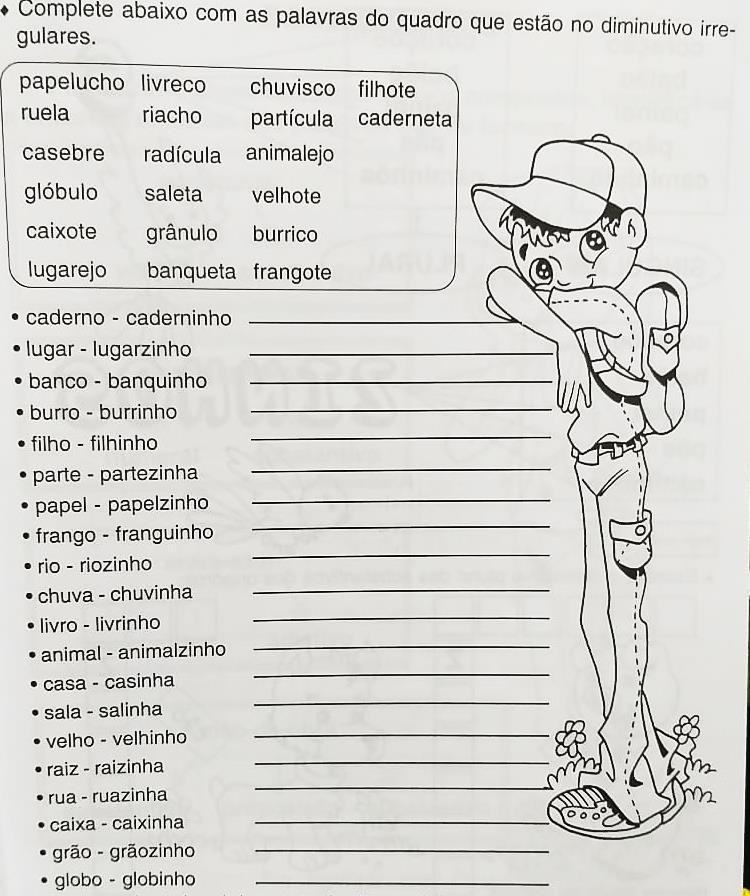 ♦ Complete abaixo com as palavras do quadro que estão no diminutivo irre-
gulares.
papelucho livreco chuvisco filhote
ruela riacho partícula caderneta
casebre radícula animalejo
glóbulo saleta velhote
caixote grânulo burrico
lugarejo banqueta frangote
• caderno - caderninho
• lugar - lugarzinho
• banco - banquinho
• burro - burrinho
• filho - filhinho
• parte - partezinha
• papel - papelzinho
• frango - franguinho
• rio - riozinho
• chuva - chuvinha
• livro - livrinho
• animal - animalzinho
• casa - casinha
• sala - salinha
• velho - velhinho
• raiz - raizinha
• rua - ruazinha
• caixa - caixinha
• grão - grãozinho
• globo - globinho